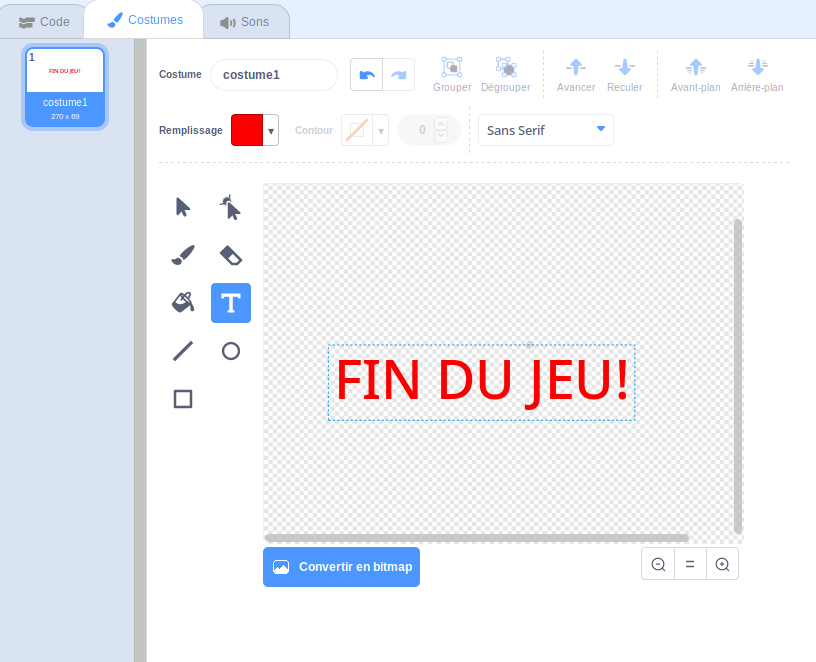 Code
Costumes
Sons
1
FIN DU JEU!
costume1
270 x 69
Costume
costume1
Grouper
Dégrouper
Avancer
Reculer
Avant-plan
Arrière-plan
Remplissage
Contour
0
Sans Serif
T
FIN DU JEU!
Convertir en bitmap